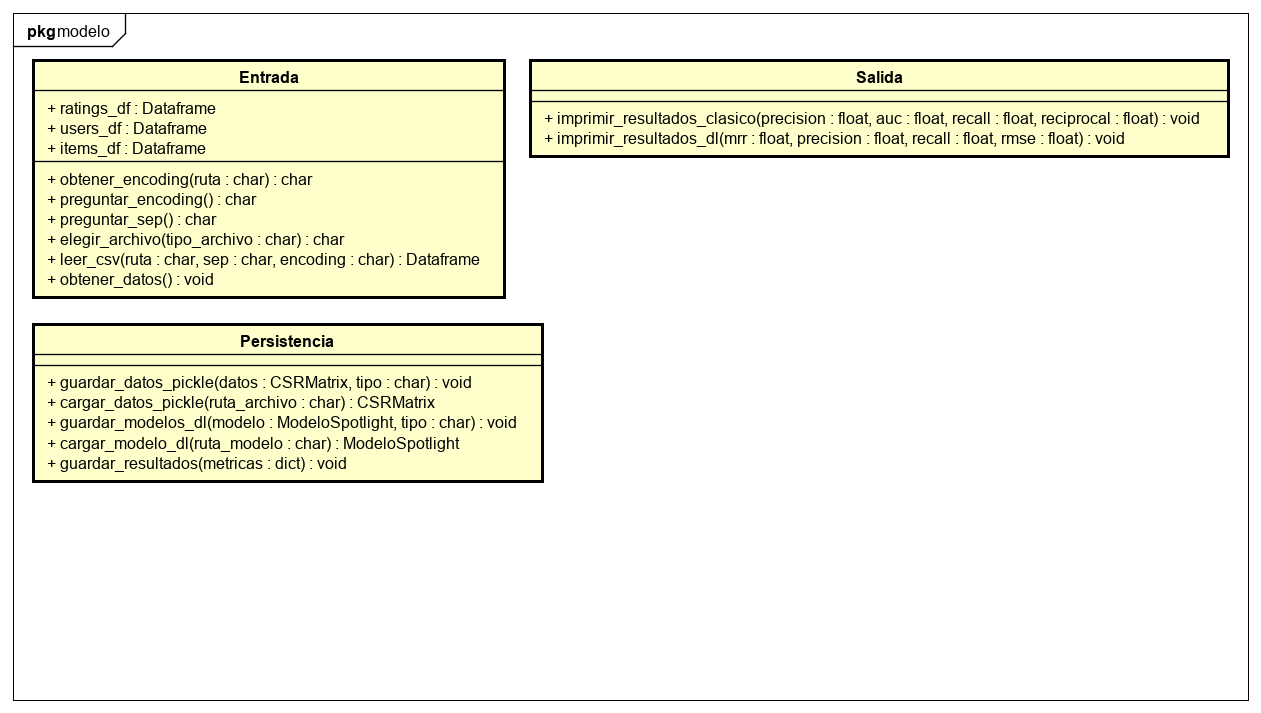 pkg modelo
Entrada
+ ratings_df : Dataframe
+ users_df : Dataframe
+ items_df : Dataframe
+ obtener_encoding(ruta : char) : char
+ preguntar_encoding() : char
+ preguntar_sep() : char
+ elegir_archivo(tipo_archivo : char) : char
+ leer_csv(ruta : char, sep : char, encoding : char) : Dataframe
+ obtener_datos() : void
Salida
+ imprimir_resultados_clasico(precision : float, auc : float, recall : float, reciprocal : float) : void
+ imprimir_resultados_dl(mrr : float, precision : float, recall : float, rmse : float) : void
Persistencia
+ guardar_datos_pickle(datos : CSRMatrix, tipo : char) : void
+ cargar_datos_pickle(ruta_archivo : char) : CSRMatrix
+ guardar_modelos_dl(modelo : ModeloSpotlight, tipo : char) : void
+ cargar_modelo_dl(ruta_modelo : char) : ModeloSpotlight
+ guardar_resultados(metricas : dict) : void